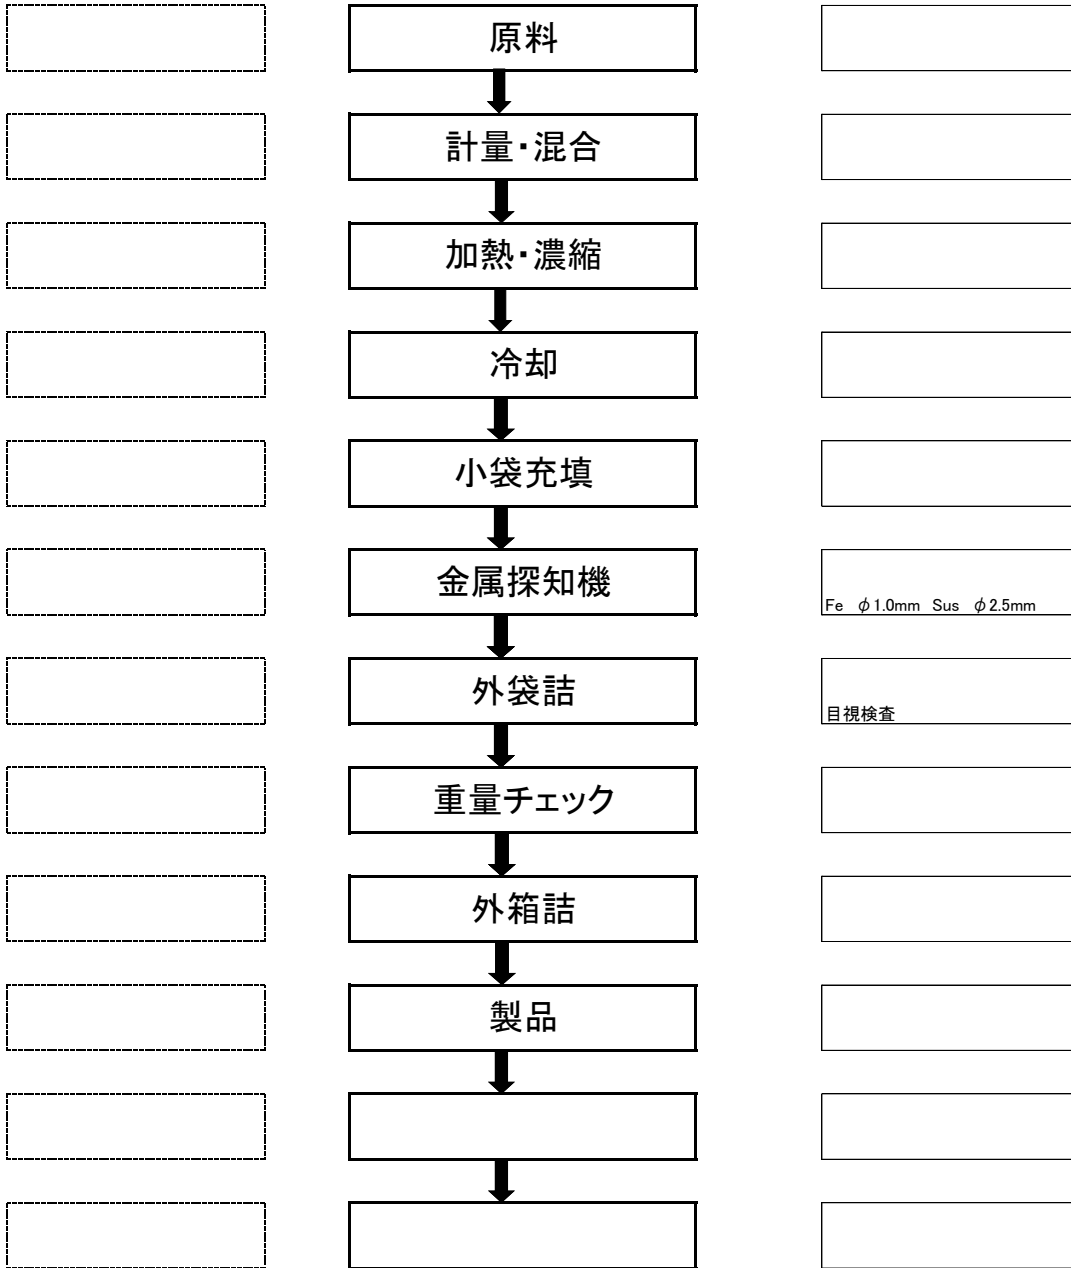 原料
計量・混合
加熱・濃縮
冷却
小袋充填
金属探知機
Fe φ1.0mm Sus φ2.5mm
外袋詰
目視検査
重量チェック
外箱詰
製品